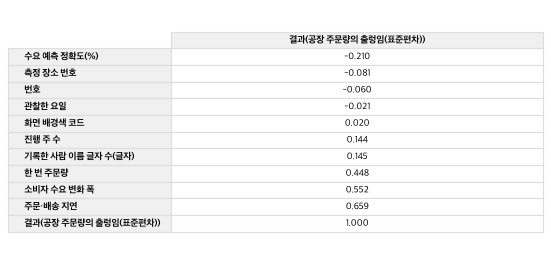 결과(공장 주문량의 출렁임(표준편차))
수요 예측 정확도(%) -0.210
측정 장소 번호 -0.081
번호 -0.060
관찰한 요일 -0.021
화면 배경색 코드 0.020
진행 주 수 0.144
기록한 사람 이름 글자 수(글자) 0.145
한 번 주문량 0.448
소비자 수요 변화 폭 0.552
주문·배송 지연 0.659
결과(공장 주문량의 출렁임(표준편차)) 1.000